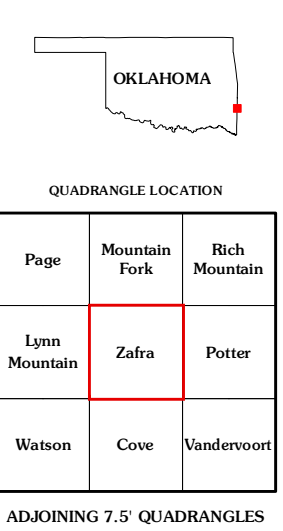 OKLAHOMA
QUADRANGLE LOCATION
Page
Mountain
Fork
Rich
Mountain
Lynn
Mountain
Zafra
Potter
Watson
Cove
Vandervoort
ADJOINING 7.5' QUADRANGLES